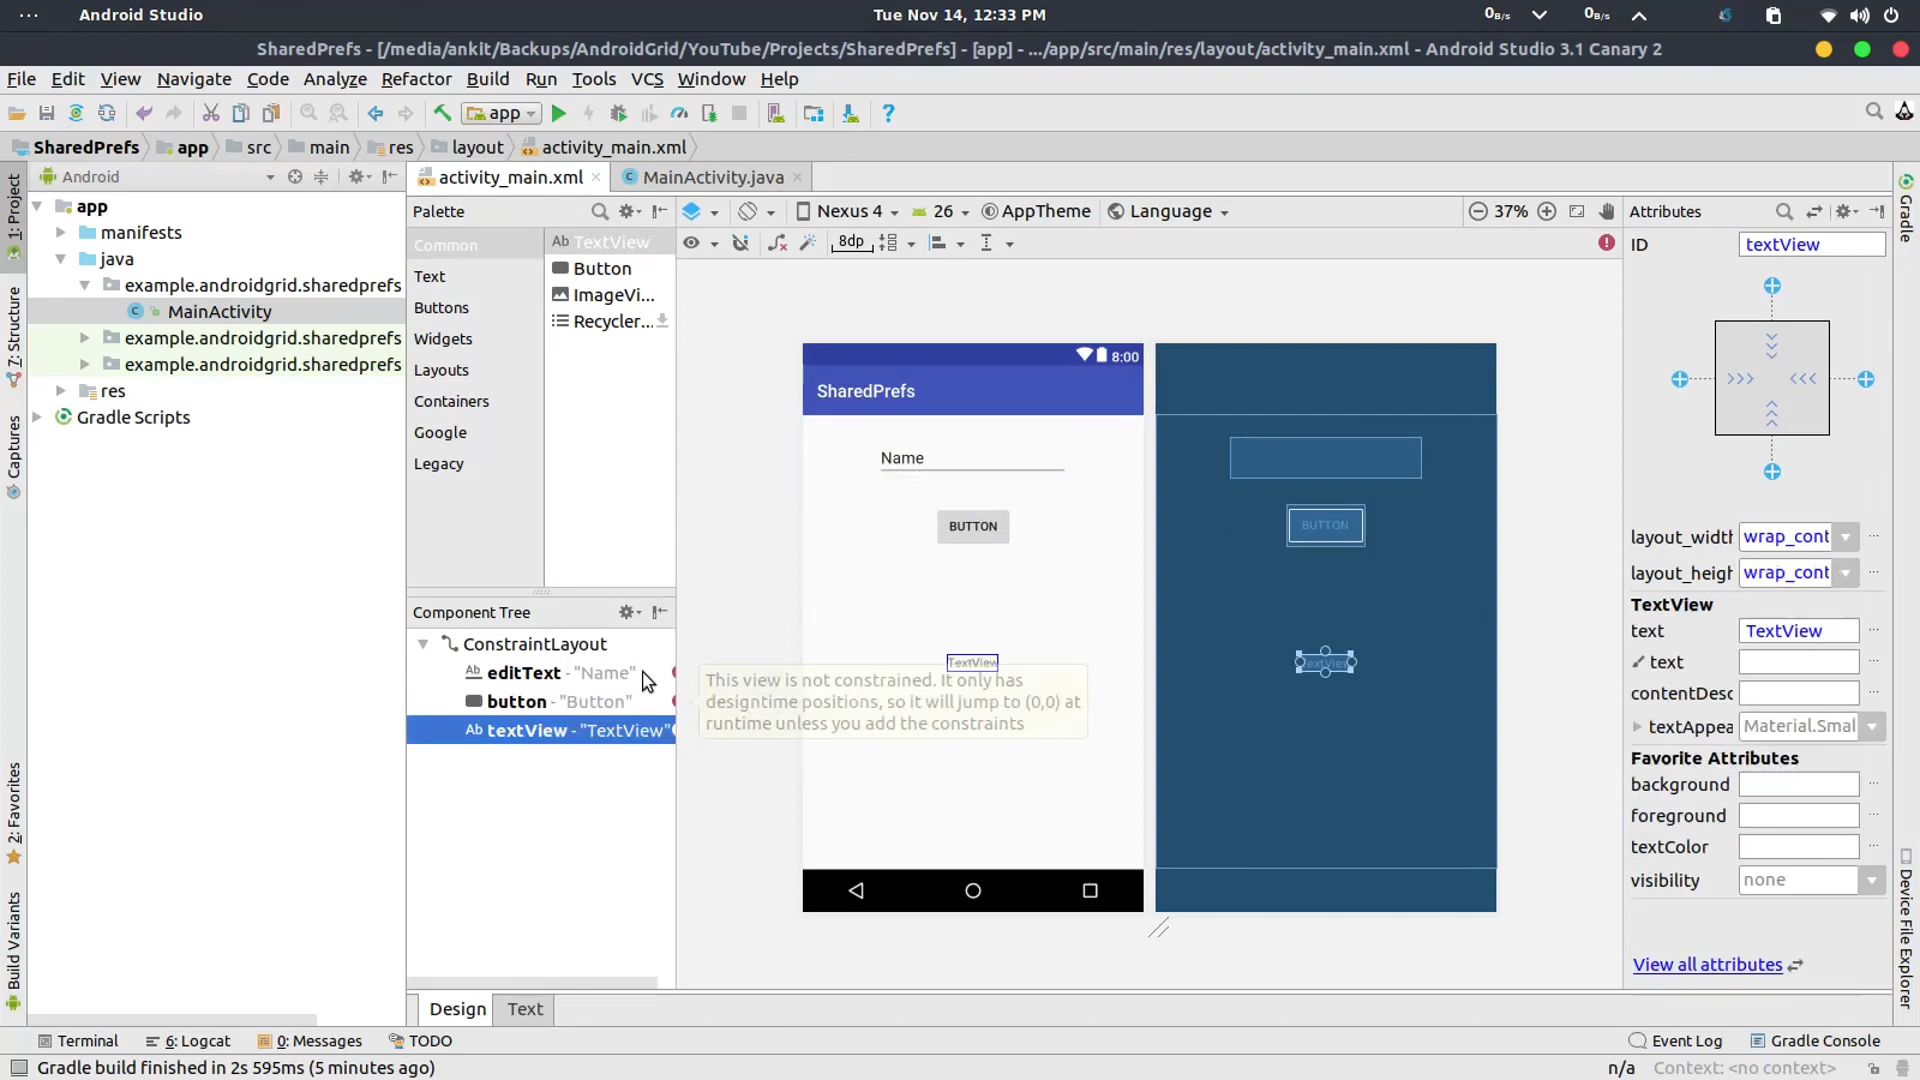 Android Studio
Tue Nov 14, 12:33 PM
0B/s
0B/s
SharedPrefs - [/media/ankit/Backups/AndroidGrid/YouTube/Projects/SharedPrefs] - [app] - .../app/src/main/res/layout/activity_main.xml - Android Studio 3.1 Canary 2
File Edit View Navigate Code Analyze Refactor Build Run Tools VCS Window Help
app
SharedPrefs app src main res layout activity_main.xml
Android
activity_main.xml
MainActivity.java
1: Project
Z: Structure
Captures
2: Favorites
Build Variants
app
manifests
java
example.androidgrid.sharedprefs
MainActivity
example.androidgrid.sharedprefs
example.androidgrid.sharedprefs
res
Gradle Scripts
Palette
Common
Text
Buttons
Widgets
Layouts
Containers
Google
Legacy
Ab TextView
Button
ImageVi...
Recycler...
Component Tree
ConstraintLayout
Ab editText - "Name"
button - "Button"
Ab textView - "TextView"
Nexus 4 26 AppTheme Language 37%
8dp
8:00
SharedPrefs
Name
BUTTON
TextView
This view is not constrained. It only has
designtime positions, so it will jump to (0,0) at
runtime unless you add the constraints
BUTTON
TextView
Attributes
ID textView
layout_width wrap_cont
layout_heigh wrap_cont
TextView
text TextView
text
contentDesc
textAppea Material.Smal
Favorite Attributes
background
foreground
textColor
visibility none
View all attributes
Gradle
Device File Explorer
Design Text
Terminal 6: Logcat 0: Messages TODO
Event Log Gradle Console
Gradle build finished in 2s 595ms (5 minutes ago)
n/a Context: <no context>